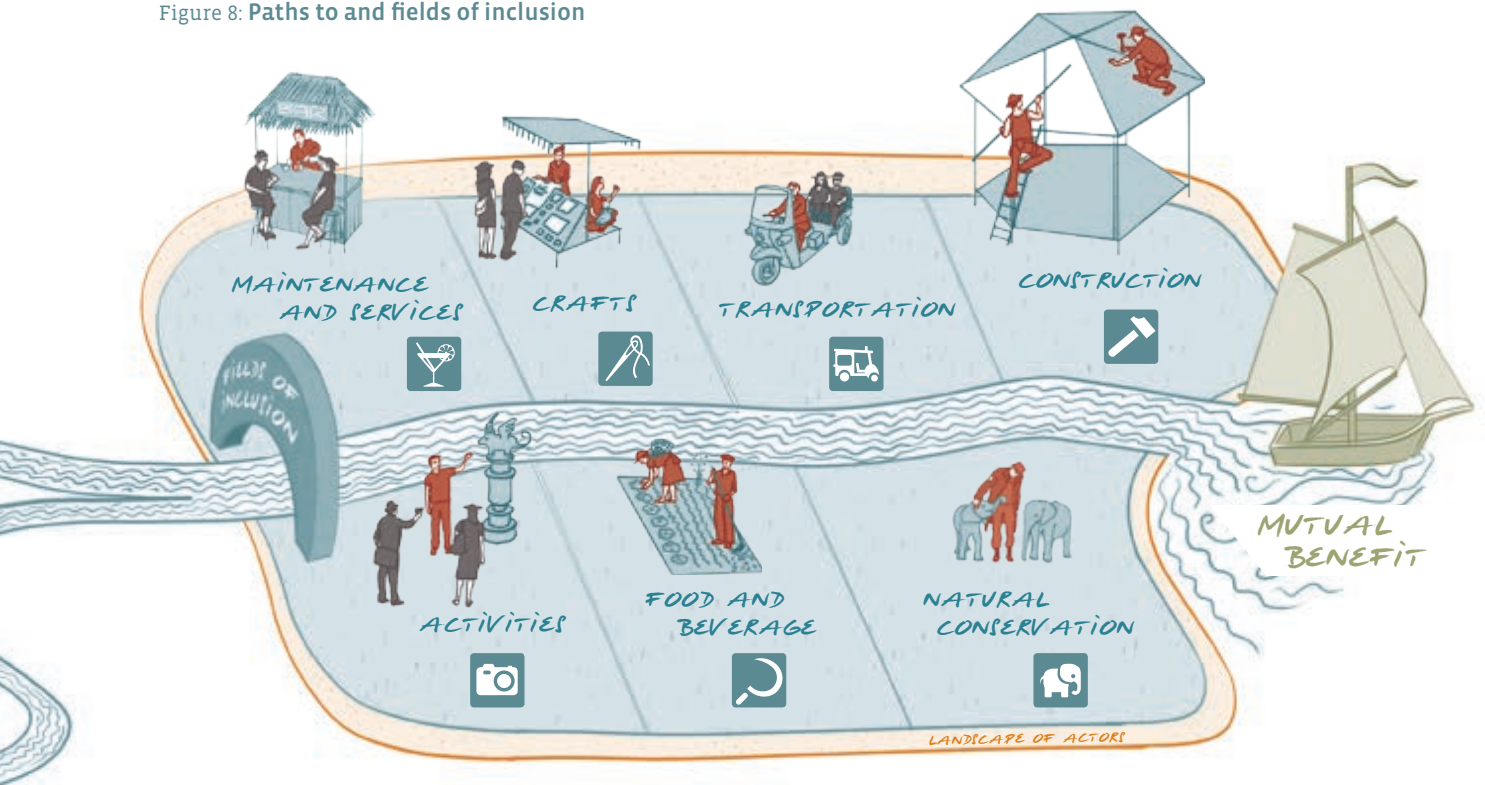 Figure 8: Paths to and fields of inclusion
MAINTENANCE
AND SERVICES
CRAFTS
TRANSPORTATION
CONSTRUCTION
FIELDS OF
INCLUSION
MUTUAL
BENEFIT
ACTIVITIES
FOOD AND
BEVERAGE
NATURAL
CONSERVATION
LANDSCAPE OF ACTORS